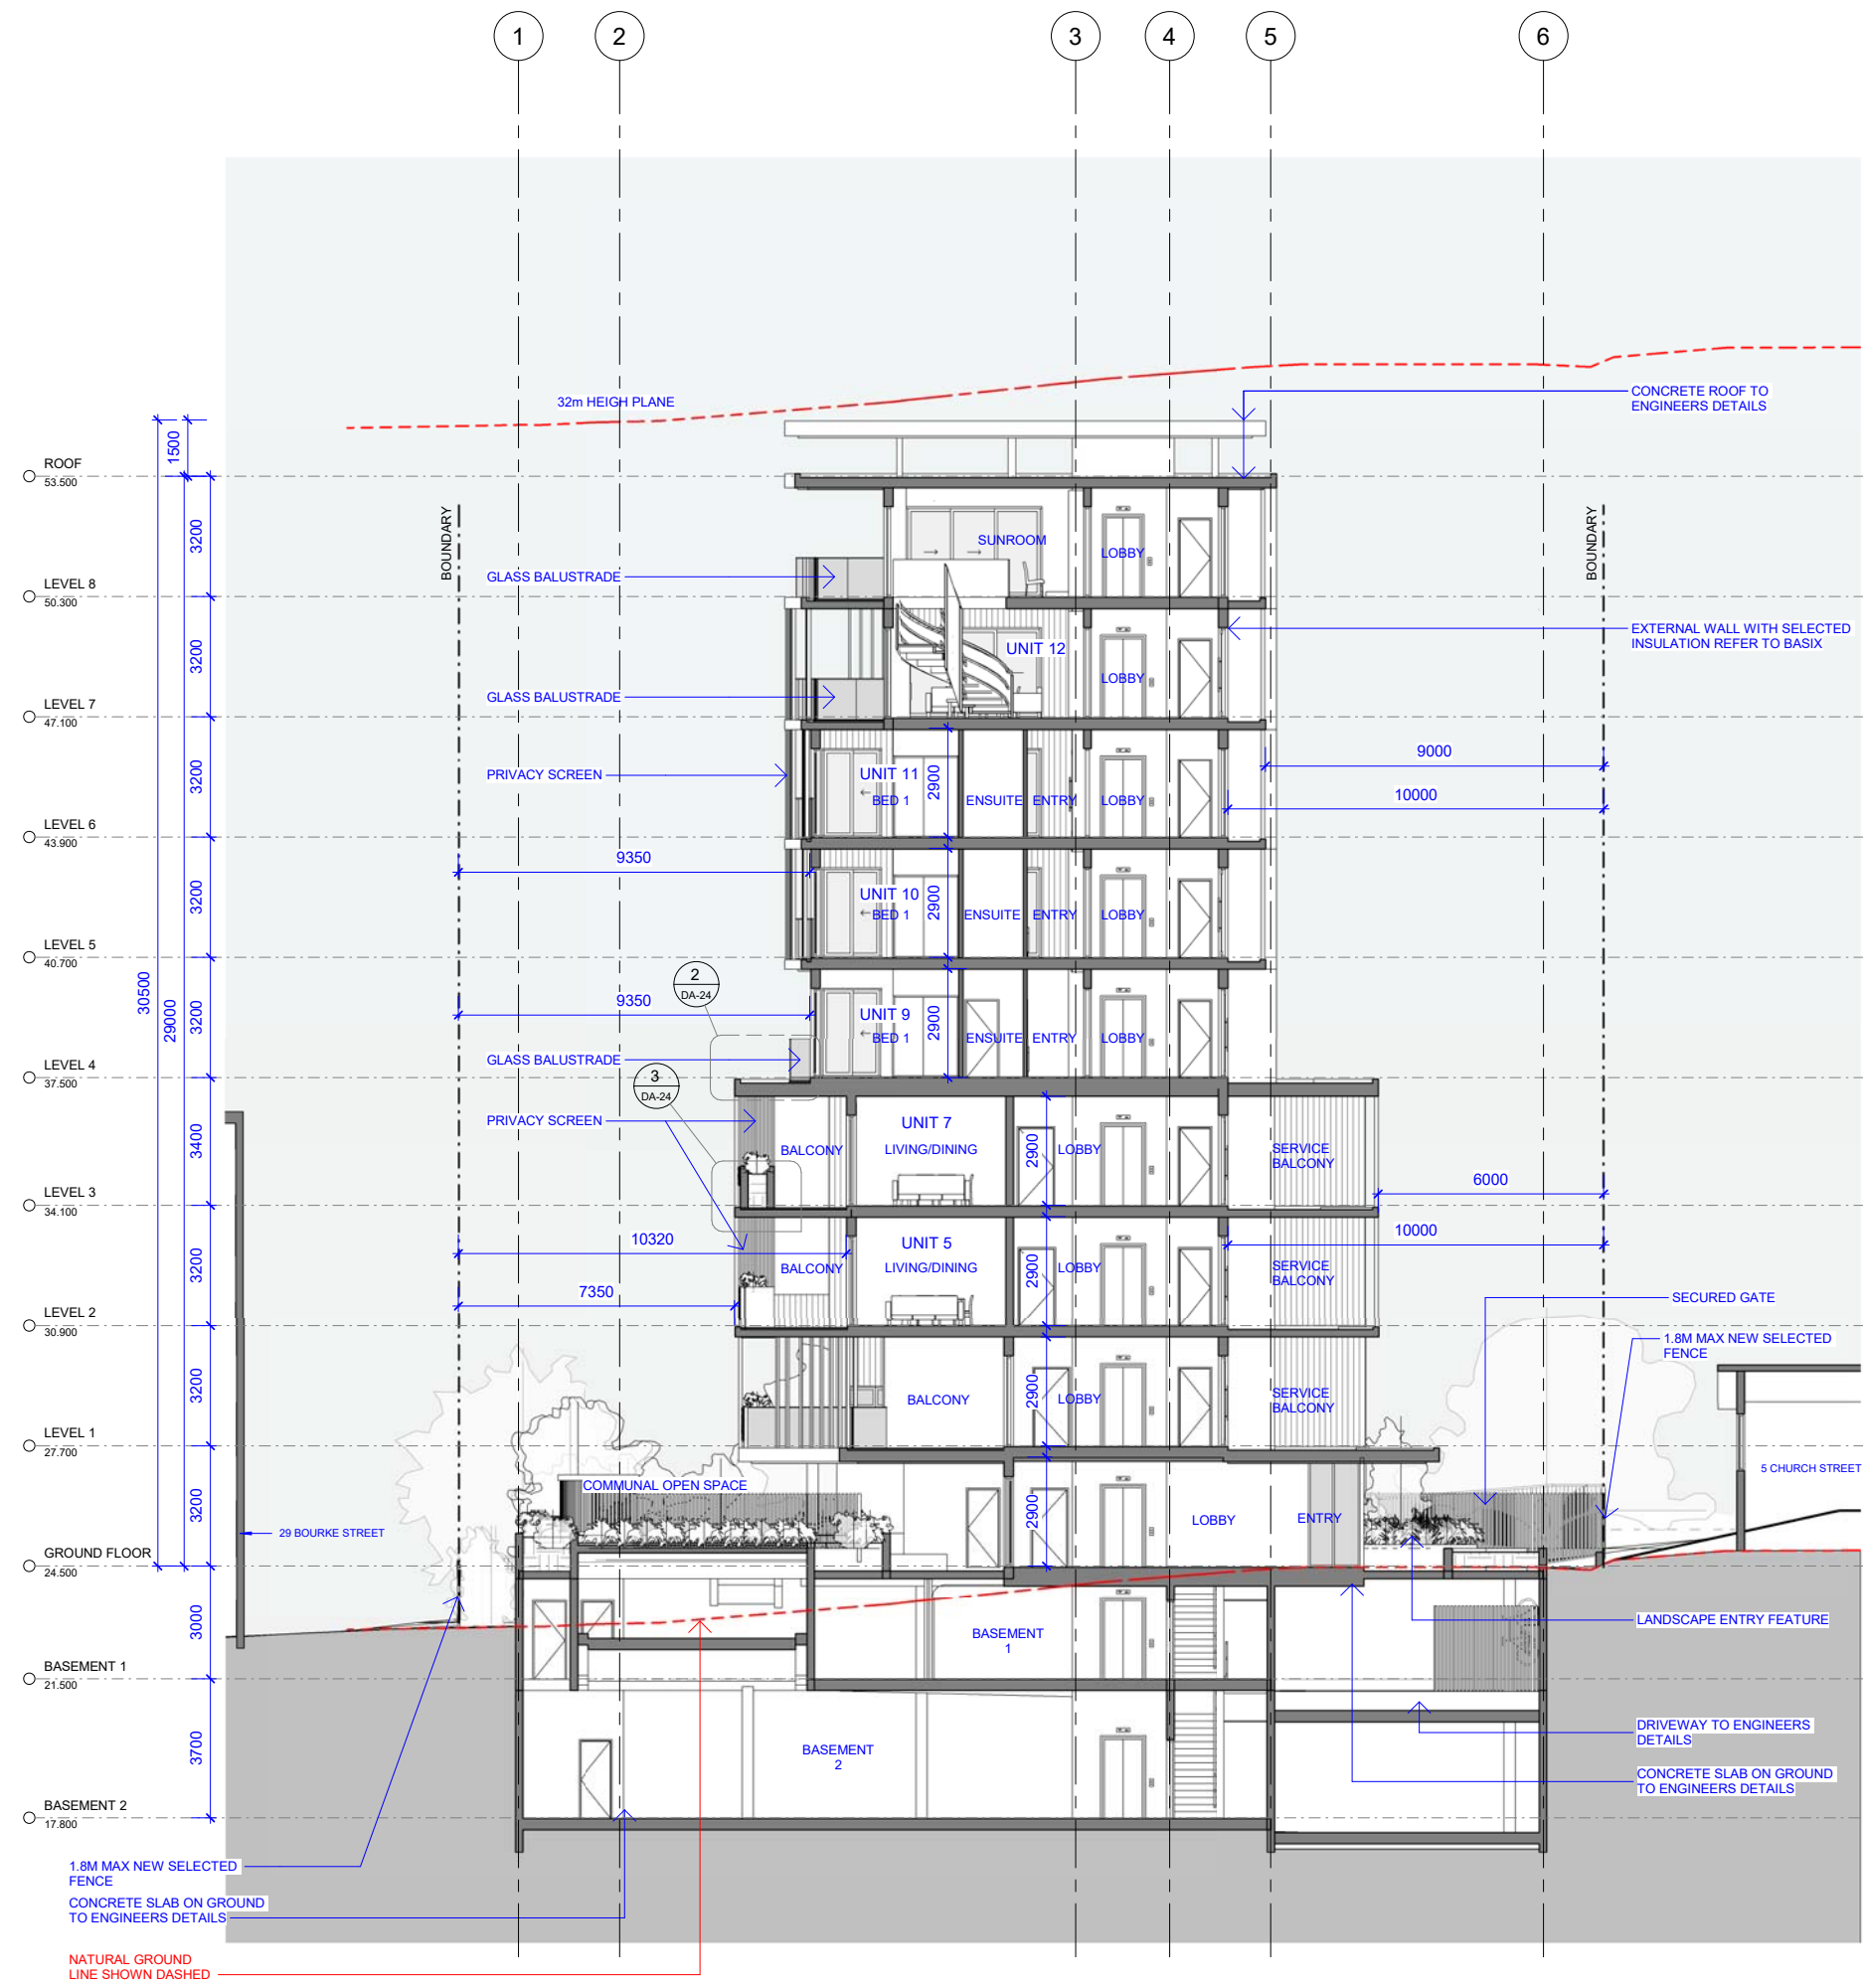 1
2
3
4
5
6
32m HEIGH PLANE
CONCRETE ROOF TO
ENGINEERS DETAILS
1500
ROOF
53.500
3200
BOUNDARY
BOUNDARY
SUNROOM
LOBBY
GLASS BALUSTRADE
LEVEL 8
50.300
3200
EXTERNAL WALL WITH SELECTED
INSULATION REFER TO BASIX
UNIT 12
LOBBY
GLASS BALUSTRADE
LEVEL 7
47.100
3200
9000
PRIVACY SCREEN
UNIT 11
BED 1
2900
ENSUITE
ENTRY
LOBBY
10000
LEVEL 6
43.900
3200
9350
UNIT 10
BED 1
2900
ENSUITE
ENTRY
LOBBY
LEVEL 5
40.700
30500
29000
3200
2
DA-24
9350
UNIT 9
BED 1
2900
ENSUITE
ENTRY
LOBBY
GLASS BALUSTRADE
LEVEL 4
37.500
3
DA-24
3400
PRIVACY SCREEN
BALCONY
UNIT 7
LIVING/DINING
2900
LOBBY
SERVICE
BALCONY
6000
LEVEL 3
34.100
3200
10320
BALCONY
UNIT 5
LIVING/DINING
2900
LOBBY
SERVICE
BALCONY
10000
7350
SECURED GATE
LEVEL 2
30.900
3200
1.8M MAX NEW SELECTED
FENCE
BALCONY
2900
LOBBY
SERVICE
BALCONY
LEVEL 1
27.700
5 CHURCH STREET
COMMUNAL OPEN SPACE
3200
2900
LOBBY
ENTRY
29 BOURKE STREET
GROUND FLOOR
24.500
3000
LANDSCAPE ENTRY FEATURE
BASEMENT
1
BASEMENT 1
21.500
3700
DRIVEWAY TO ENGINEERS
DETAILS
BASEMENT
2
CONCRETE SLAB ON GROUND
TO ENGINEERS DETAILS
BASEMENT 2
17.800
1.8M MAX NEW SELECTED
FENCE
CONCRETE SLAB ON GROUND
TO ENGINEERS DETAILS
NATURAL GROUND
LINE SHOWN DASHED